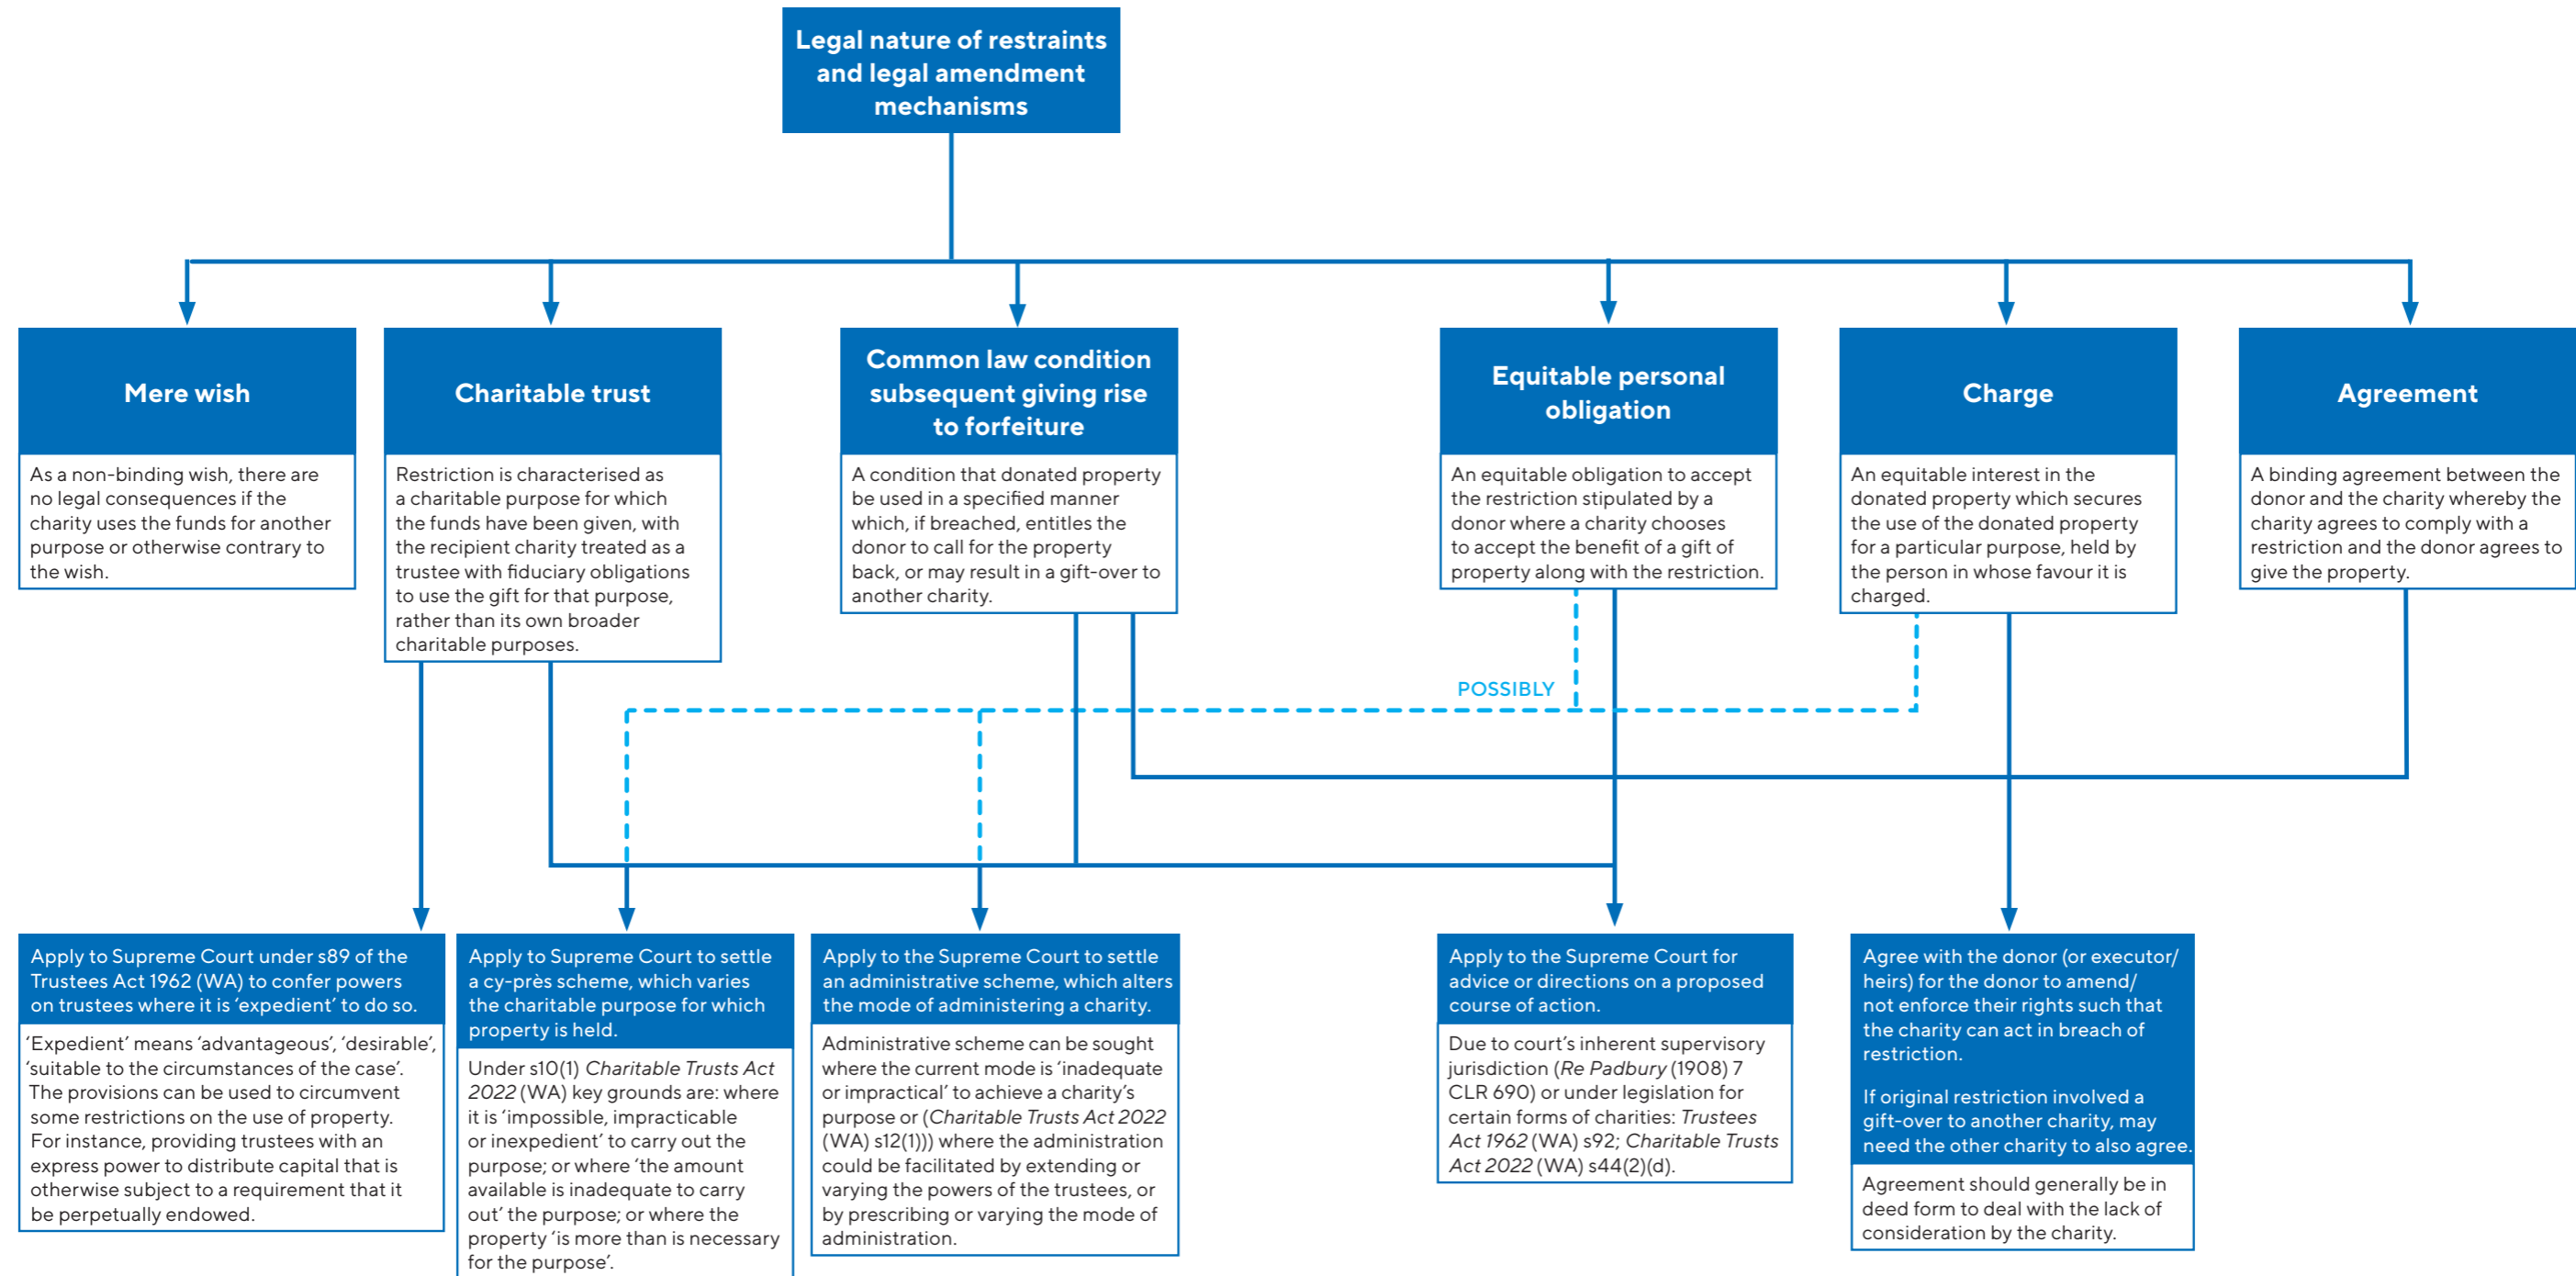 Legal nature of restraints
and legal amendment
mechanisms
Mere wish
As a non-binding wish, there are
no legal consequences if the
charity uses the funds for another
purpose or otherwise contrary to
the wish.
Charitable trust
Restriction is characterised as
a charitable purpose for which
the funds have been given, with
the recipient charity treated as a
trustee with fiduciary obligations
to use the gift for that purpose,
rather than its own broader
charitable purposes.
Common law condition
subsequent giving rise
to forfeiture
A condition that donated property
be used in a specified manner
which, if breached, entitles the
donor to call for the property
back, or may result in a gift-over to
another charity.
Equitable personal
obligation
An equitable obligation to accept
the restriction stipulated by a
donor where a charity chooses
to accept the benefit of a gift of
property along with the restriction.
Charge
An equitable interest in the
donated property which secures
the use of the donated property
for a particular purpose, held by
the person in whose favour it is
charged.
Agreement
A binding agreement between the
donor and the charity whereby the
charity agrees to comply with a
restriction and the donor agrees to
give the property.
POSSIBLY
Apply to Supreme Court under s89 of the
Trustees Act 1962 (WA) to confer powers
on trustees where it is ‘expedient’ to do so.
‘Expedient’ means ‘advantageous’, ‘desirable’,
‘suitable to the circumstances of the case’.
The provisions can be used to circumvent
some restrictions on the use of property.
For instance, providing trustees with an
express power to distribute capital that is
otherwise subject to a requirement that it
be perpetually endowed.
Apply to Supreme Court to settle
a cy-près scheme, which varies
the charitable purpose for which
property is held.
Under s10(1) Charitable Trusts Act
2022 (WA) key grounds are: where
it is ‘impossible, impracticable
or inexpedient’ to carry out the
purpose; or where ‘the amount
available is inadequate to carry
out’ the purpose; or where the
property ‘is more than is necessary
for the purpose’.
Apply to the Supreme Court to settle
an administrative scheme, which alters
the mode of administering a charity.
Administrative scheme can be sought
where the current mode is ‘inadequate
or impractical’ to achieve a charity’s
purpose or (Charitable Trusts Act 2022
(WA) s12(1))) where the administration
could be facilitated by extending or
varying the powers of the trustees, or
by prescribing or varying the mode of
administration.
Apply to the Supreme Court for
advice or directions on a proposed
course of action.
Due to court’s inherent supervisory
jurisdiction (Re Padbury (1908) 7
CLR 690) or under legislation for
certain forms of charities: Trustees
Act 1962 (WA) s92; Charitable Trusts
Act 2022 (WA) s44(2)(d).
Agree with the donor (or executor/
heirs) for the donor to amend/
not enforce their rights such that
the charity can act in breach of
restriction.
If original restriction involved a
gift-over to another charity, may
need the other charity to also agree.
Agreement should generally be in
deed form to deal with the lack of
consideration by the charity.